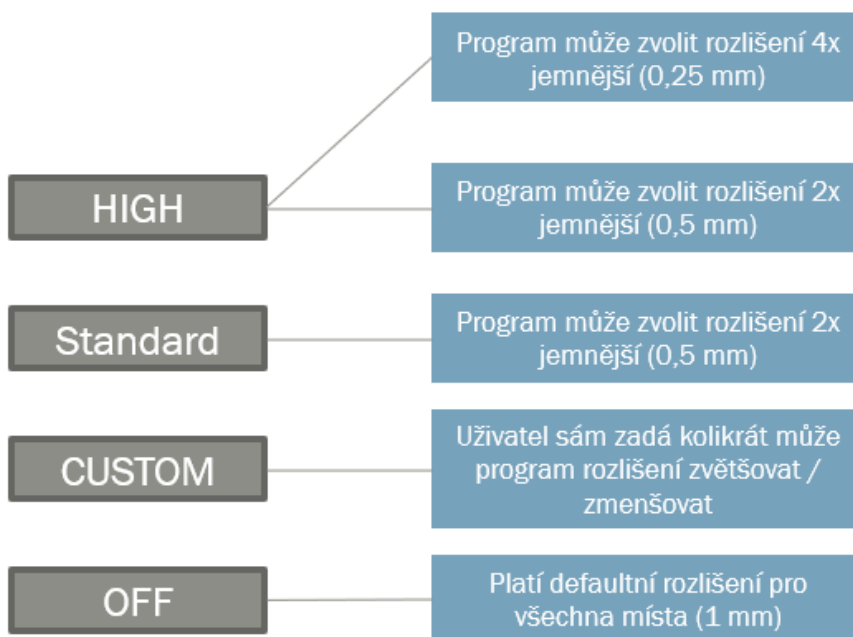 Program může zvolit rozlišení 4x
jemnější (0,25 mm)
HIGH
Program může zvolit rozlišení 2x
jemnější (0,5 mm)
Standard
Program může zvolit rozlišení 2x
jemnější (0,5 mm)
CUSTOM
Uživatel sám zadá kolikrát může
program rozlišení zvětšovat /
zmenšovat
OFF
Platí defaultní rozlišení pro
všechna místa (1 mm)